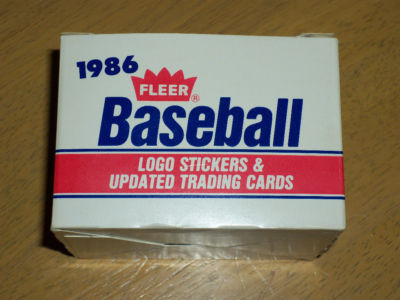 1986
FLEER®
Baseball
LOGO STICKERS &
UPDATED TRADING CARDS